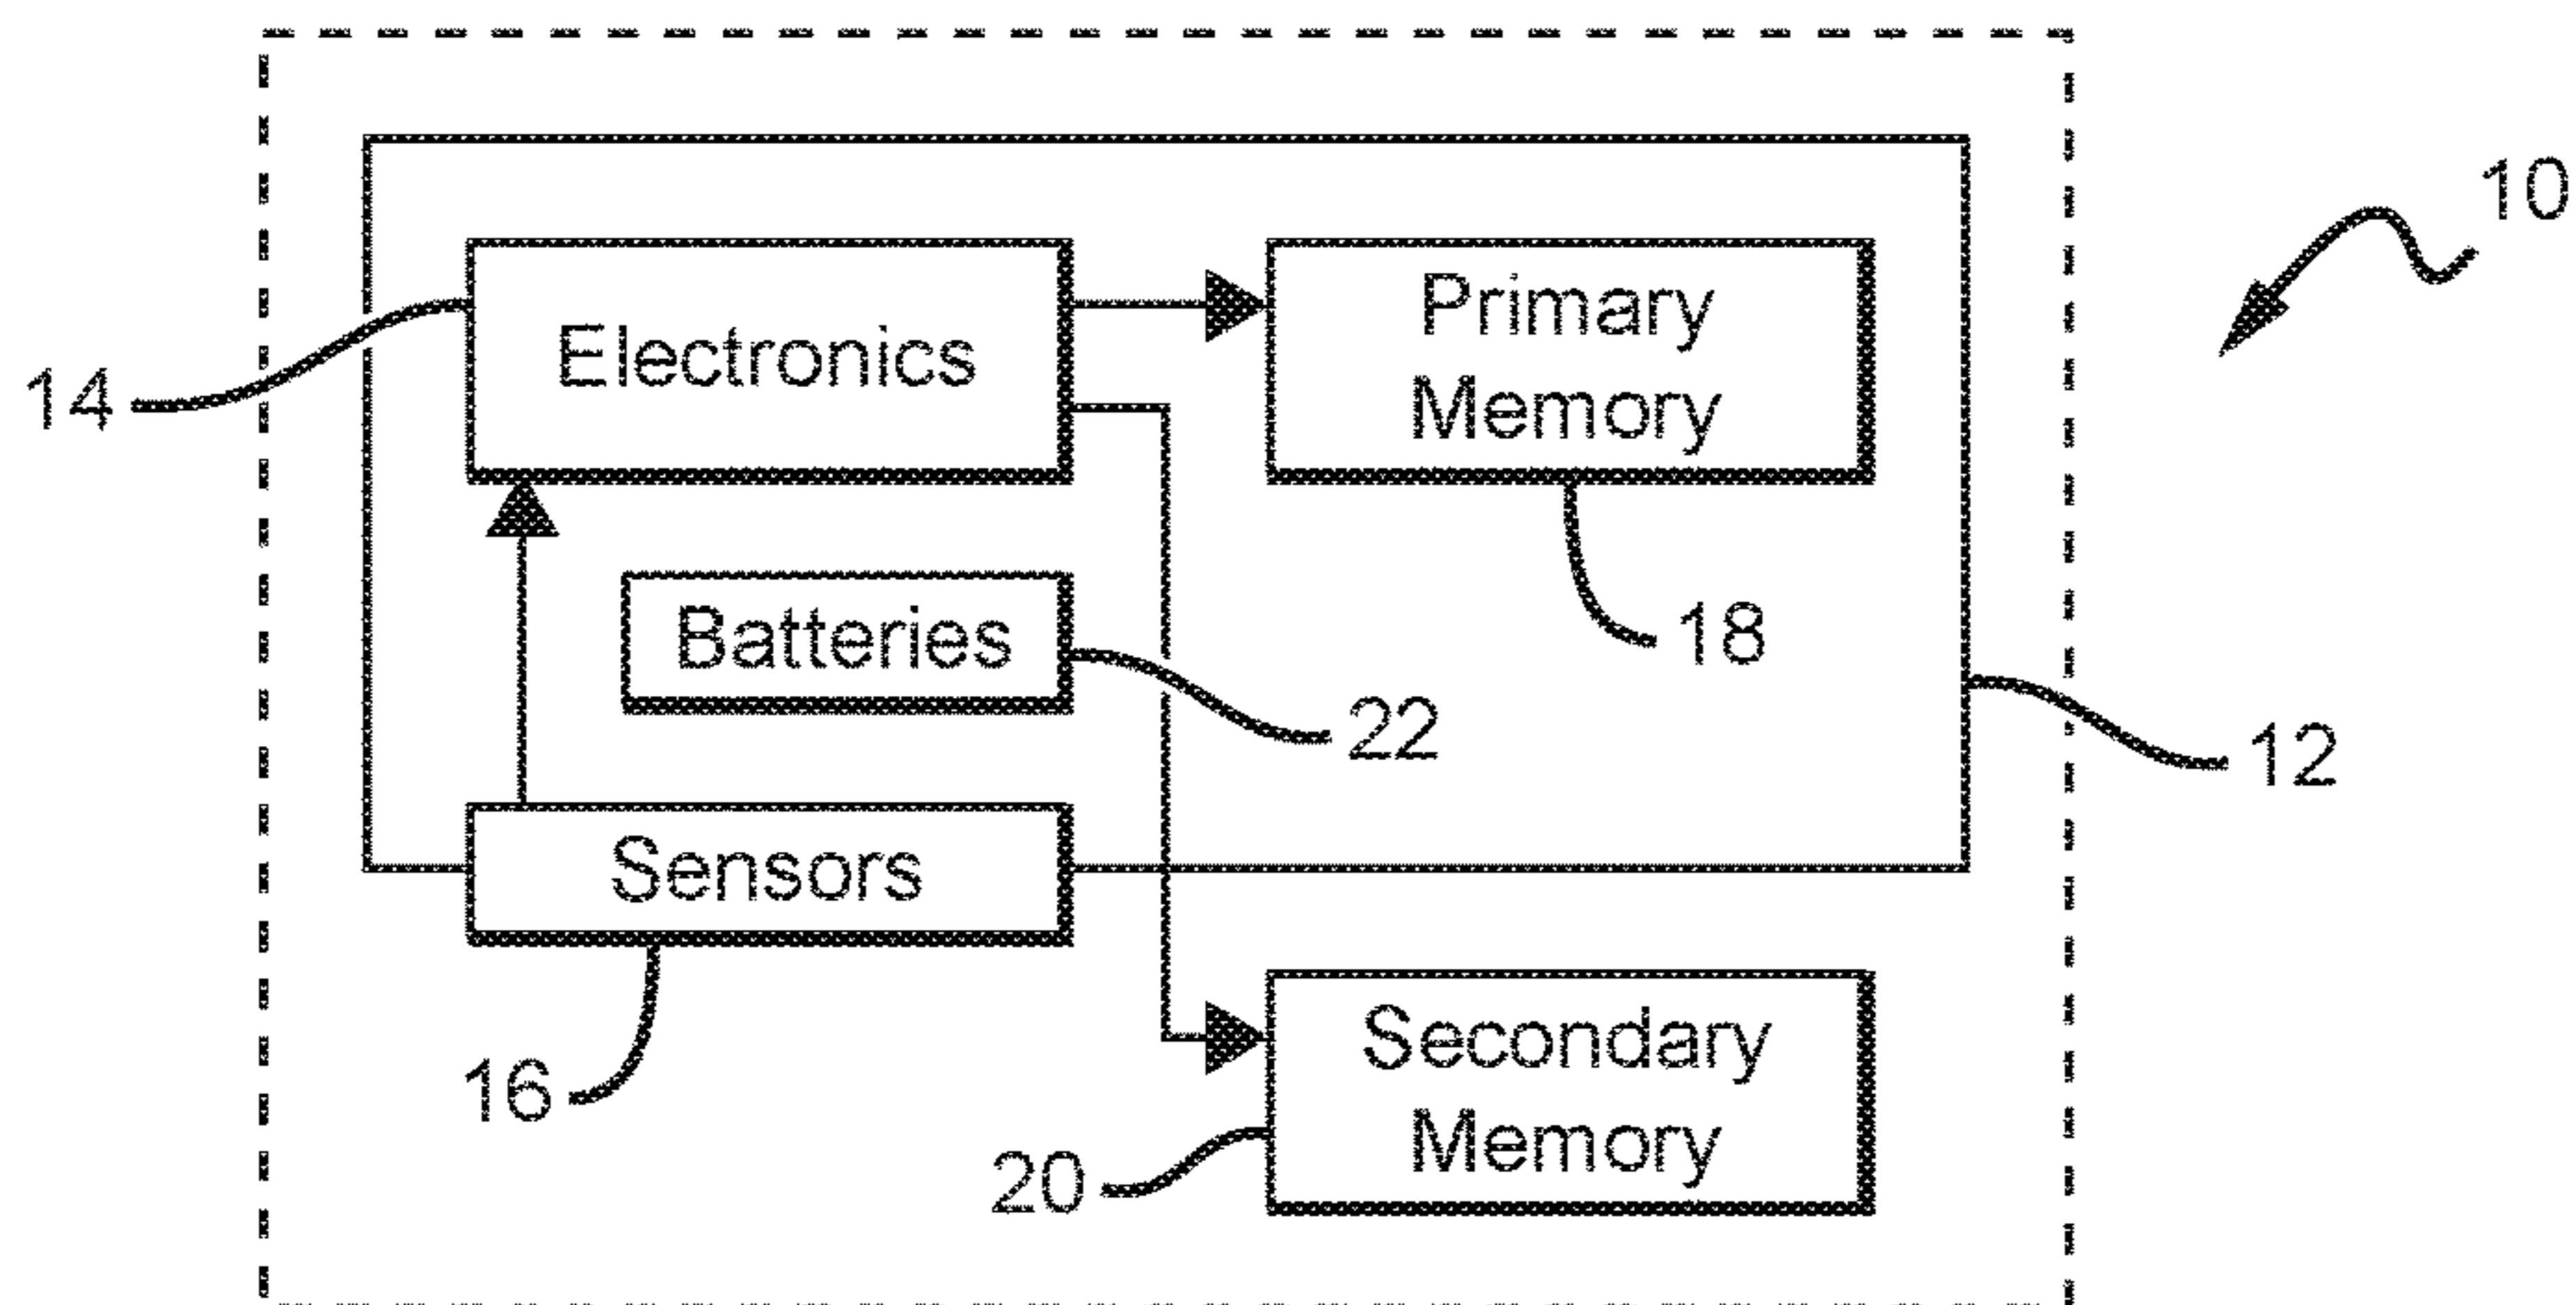 10
Electronics
Primary
Memory
14
Batteries
18
22
12
Sensors
16
Secondary
Memory
20